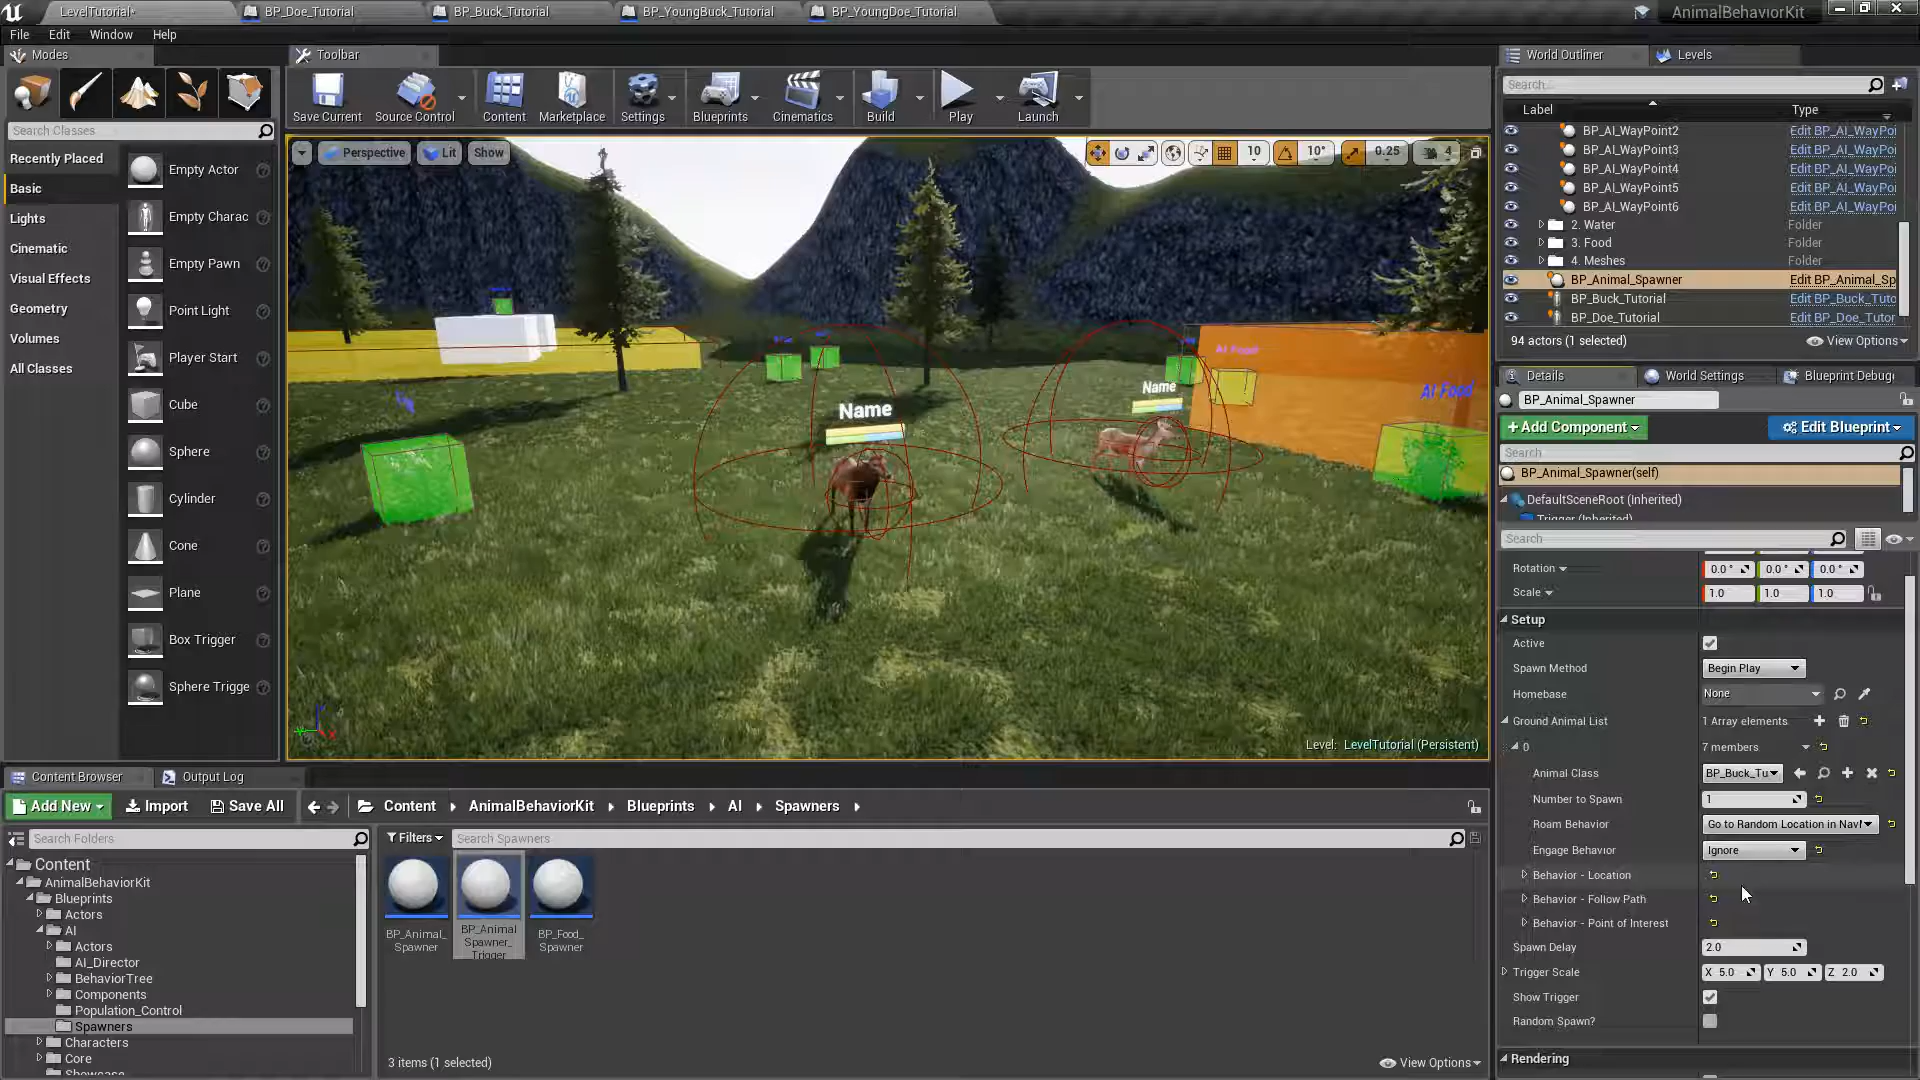 LevelTutorial*
BP_Doe_Tutorial
BP_Buck_Tutorial
BP_YoungBuck_Tutorial
BP_YoungDoe_Tutorial
AnimalBehaviorKit
File
Edit
Window
Help
Modes
Toolbar
Save Current
Source Control
Content
Marketplace
Settings
Blueprints
Cinematics
Build
Play
Launch
World Outliner
Levels
Search...
Label
Type
BP_AI_WayPoint2
Edit BP_AI_WayPoi
BP_AI_WayPoint3
Edit BP_AI_WayPoi
BP_AI_WayPoint4
Edit BP_AI_WayPoi
BP_AI_WayPoint5
Edit BP_AI_WayPoi
BP_AI_WayPoint6
Edit BP_AI_WayPoi
2. Water
Folder
3. Food
Folder
4. Meshes
Folder
BP_Animal_Spawner
Edit BP_Animal_Sp
BP_Buck_Tutorial
Edit BP_Buck_Tuto
BP_Doe_Tutorial
Edit BP_Doe_Tutor
94 actors (1 selected)
View Options
Search Classes
Recently Placed
Basic
Lights
Cinematic
Visual Effects
Geometry
Volumes
All Classes
Empty Actor
Empty Charac
Empty Pawn
Point Light
Player Start
Cube
Sphere
Cylinder
Cone
Plane
Box Trigger
Sphere Trigge
Perspective
Lit
Show
10
10°
0.25
4
AI Food
Name
Name
AI Food
Level: LevelTutorial (Persistent)
Details
World Settings
Blueprint Debug
BP_Animal_Spawner
+Add Component
Edit Blueprint
Search
BP_Animal_Spawner(self)
DefaultSceneRoot (Inherited)
Trigger (Inherited)
Search
Rotation
0.0 °
0.0 °
0.0 °
Scale
1.0
1.0
1.0
Setup
Active
Spawn Method
Begin Play
Homebase
None
Ground Animal List
1 Array elements
0
7 members
Animal Class
BP_Buck_Tu
Number to Spawn
1
Roam Behavior
Go to Random Location in NavM
Engage Behavior
Ignore
Behavior - Location
Behavior - Follow Path
Behavior - Point of Interest
Spawn Delay
2.0
Trigger Scale
X 5.0
Y 5.0
Z 2.0
Show Trigger
Random Spawn?
Rendering
Content Browser
Output Log
Add New
Import
Save All
Content
AnimalBehaviorKit
Blueprints
AI
Spawners
Search Folders
Filters
Search Spawners
Content
AnimalBehaviorKit
Blueprints
Actors
AI
Actors
AI_Director
BehaviorTree
Components
Population_Control
Spawners
Characters
Core
Showcase
BP_Animal_
Spawner
BP_Animal
Spawner_
Trigger
BP_Food_
Spawner
3 items (1 selected)
View Options